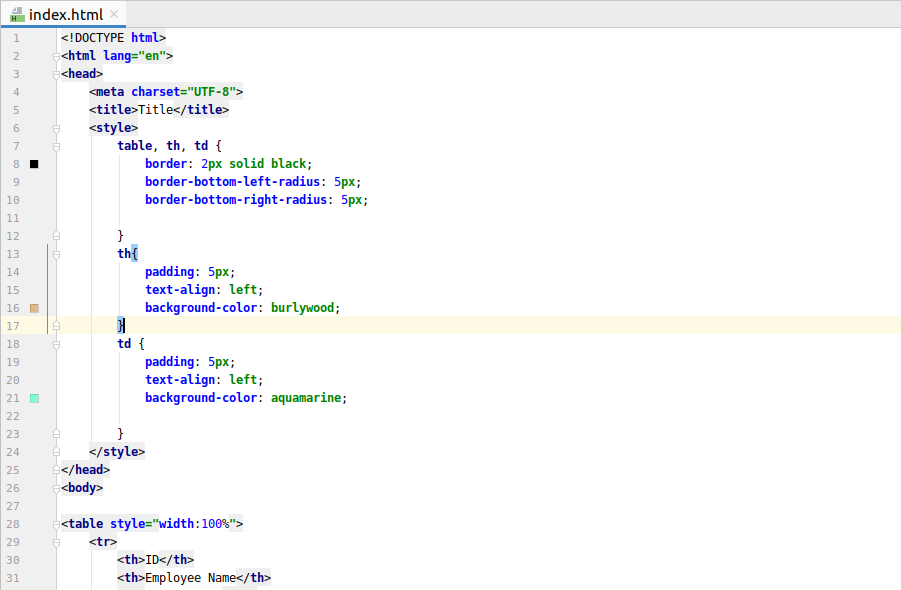 index.html
1 <!DOCTYPE html>
2 <html lang="en">
3 <head>
4     <meta charset="UTF-8">
5     <title>Title</title>
6     <style>
7         table, th, td {
8             border: 2px solid black;
9             border-bottom-left-radius: 5px;
10             border-bottom-right-radius: 5px;
11
12         }
13         th{
14             padding: 5px;
15             text-align: left;
16             background-color: burlywood;
17         }
18         td {
19             padding: 5px;
20             text-align: left;
21             background-color: aquamarine;
22
23         }
24     </style>
25 </head>
26 <body>
27
28 <table style="width:100%">
29     <tr>
30         <th>ID</th>
31         <th>Employee Name</th>